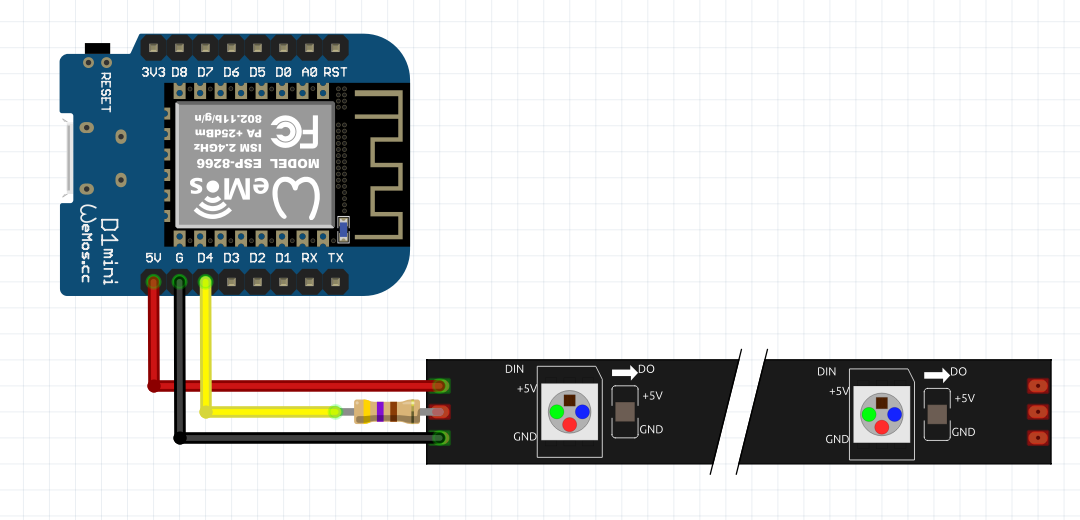 3V3 D8 D7 D6 D5 D0 A0 RST
RESET
WeMos
MODEL ESP-8266
ISM 2.4GHz
PA +25dBm
802.11b/g/n
FC
D1 mini
WeMos.cc
5V G D4 D3 D2 D1 RX TX
DIN
DO
+5V
+5V
GND
GND
DIN
DO
+5V
+5V
GND
GND